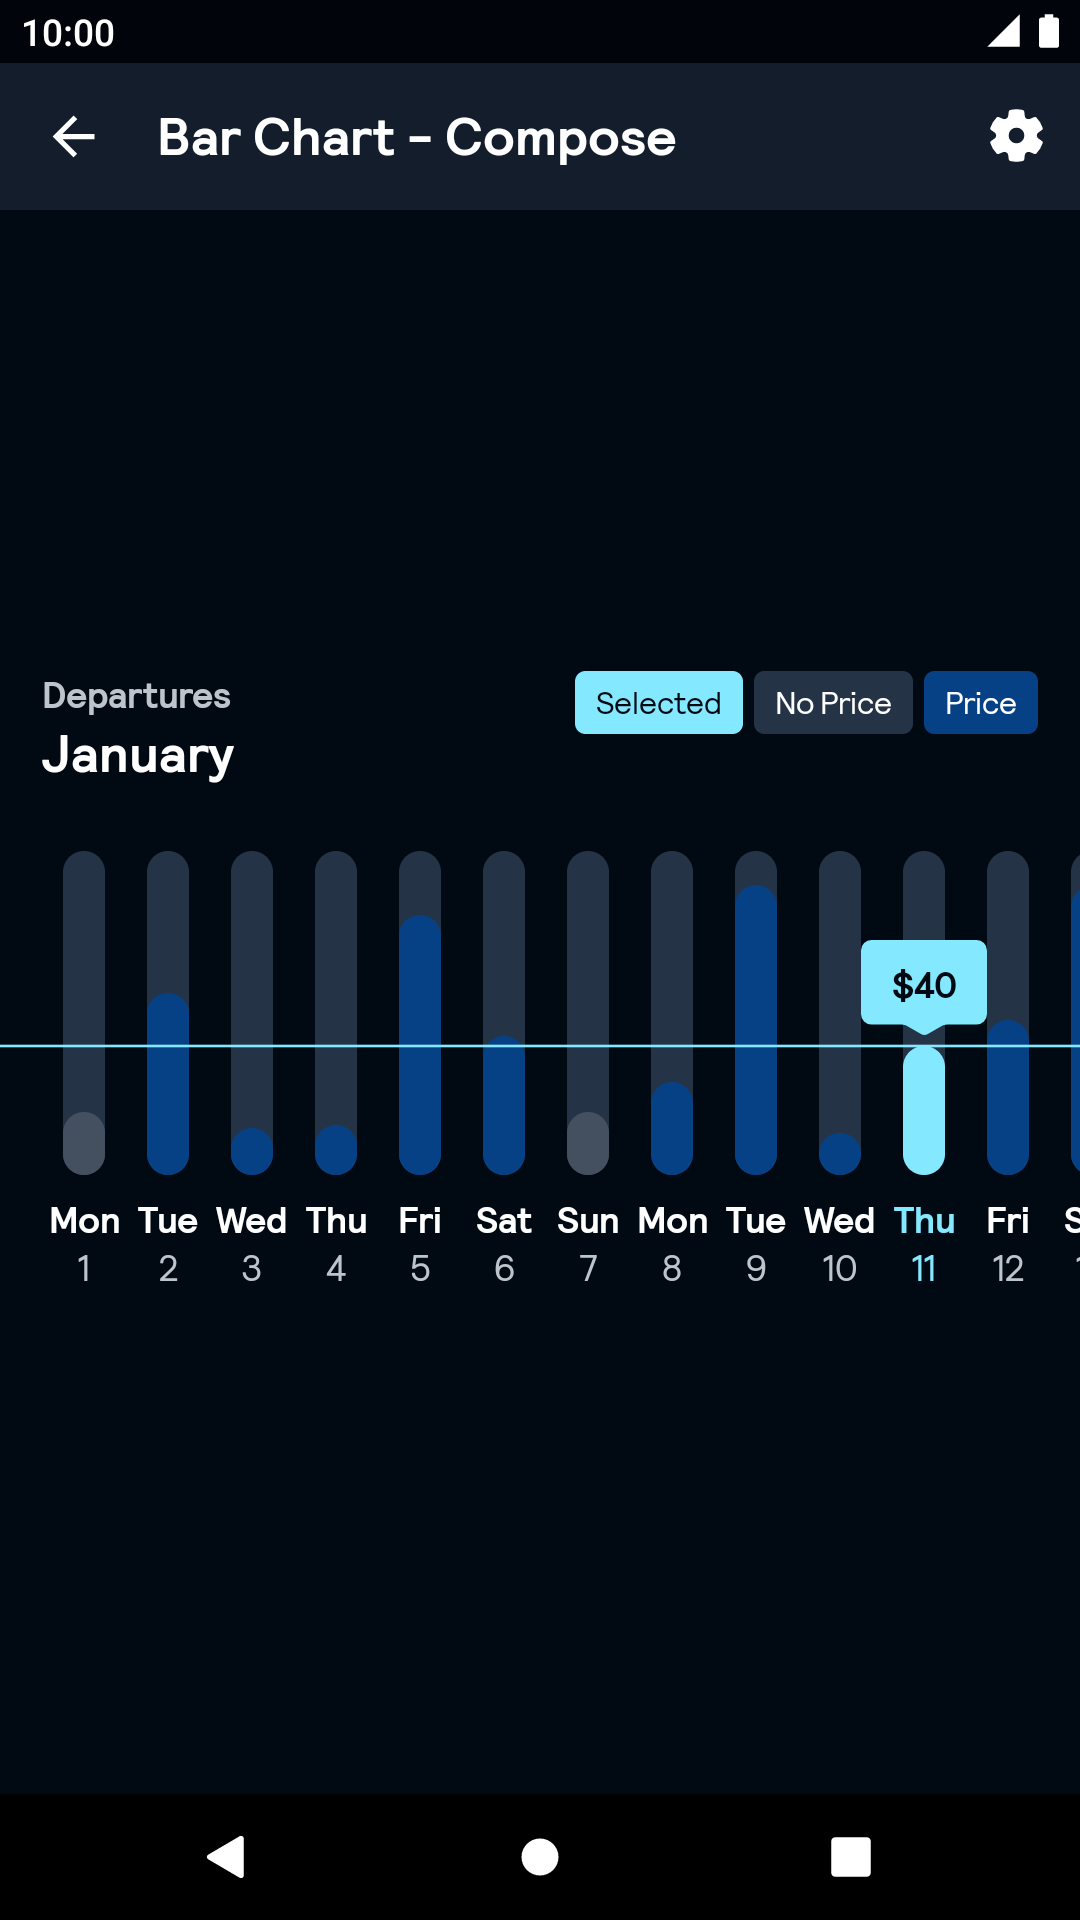 10:00
Bar Chart - Compose
Departures
January
Selected No Price Price
$40
Mon Tue Wed Thu Fri Sat Sun Mon Tue Wed Thu Fri
1 2 3 4 5 6 7 8 9 10 11 12